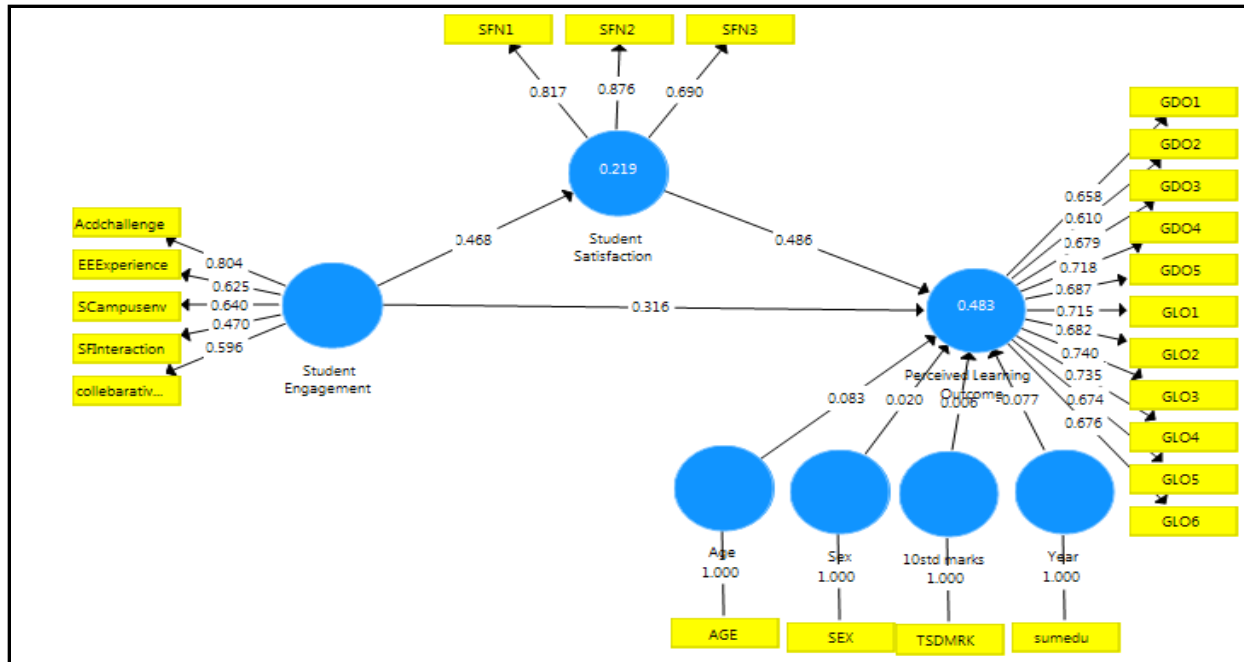 SFN1 SFN2 SFN3
0.817 0.876 0.690
0.219
Student
Satisfaction
Acdchallenge
EEExperience
SCampusenv
SFInteraction
collebarativ...
0.804
0.625
0.640
0.470
0.596
Student
Engagement
0.468
0.486
0.316
0.483
Perceived Learning
Outcome
GDO1
GDO2
GDO3
GDO4
GDO5
GLO1
GLO2
GLO3
GLO4
GLO5
GLO6
0.658
0.610
0.679
0.718
0.687
0.715
0.682
0.740
0.735
0.674
0.676
0.083 0.020 0.006 -0.077
Age Sex 10std marks Year
1.000 1.000 1.000 1.000
AGE SEX TSDMRK sumedu